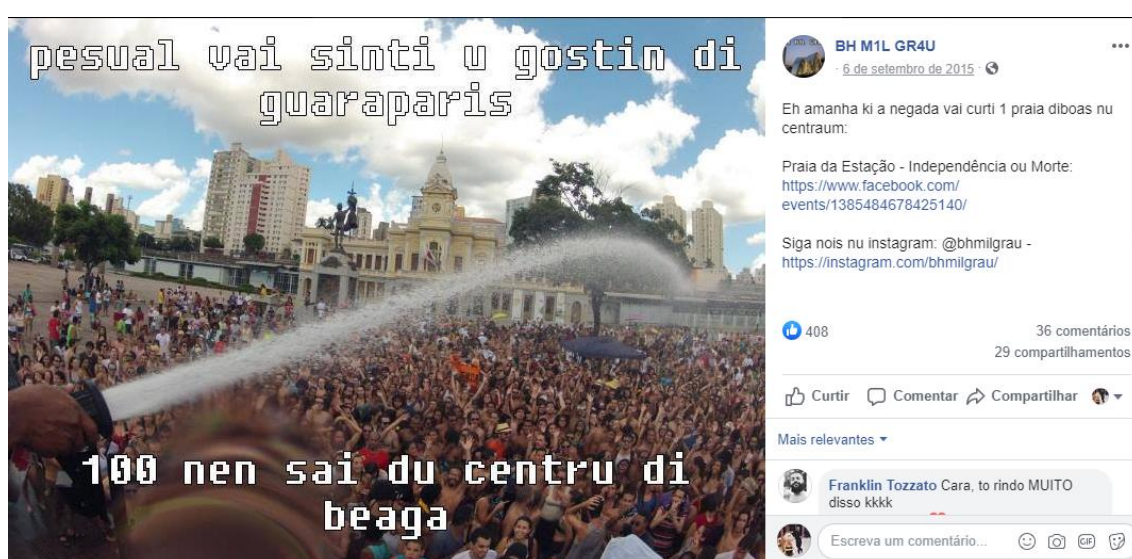 pesual vai sinti u gostin di
guaraparis
100 nen sai du centru di
beaga
BH M1L GR4U
· 6 de setembro de 2015 ·
Eh amanha ki a negada vai curti 1 praia diboas nu
centraum:
Praia da Estação - Independência ou Morte:
https://www.facebook.com/
events/1385484678425140/
Siga nois nu instagram: @bhmilgrau -
https://instagram.com/bhmilgrau/
408
36 comentários
29 compartilhamentos
Curtir Comentar Compartilhar
Mais relevantes
Franklin Tozzato Cara, to rindo MUITO
disso kkkk
Escreva um comentário...
GIF